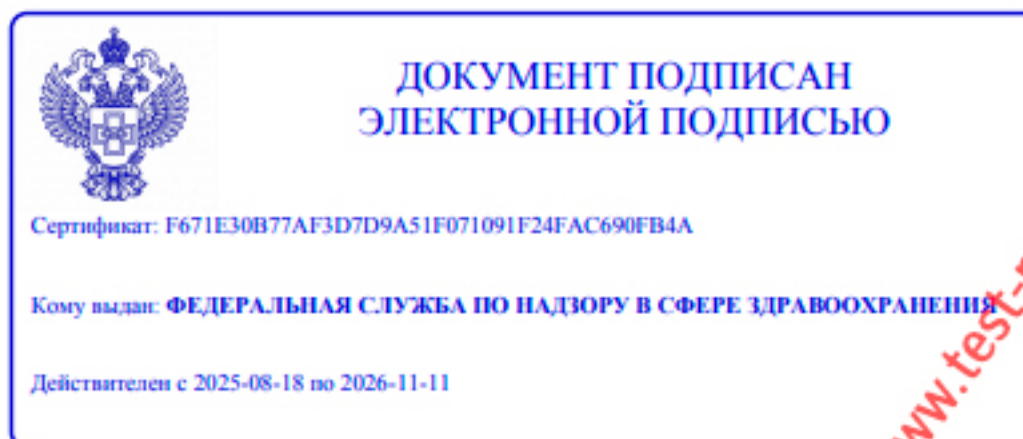 ДОКУМЕНТ ПОДПИСАН
ЭЛЕКТРОННОЙ ПОДПИСЬЮ
Сертификат: F671E30B77AF3D7D9A51F071091F24FAC690FB4A
Кому выдан: ФЕДЕРАЛЬНАЯ СЛУЖБА ПО НАДЗОРУ В СФЕРЕ ЗДРАВООХРАНЕНИЯ
Действителен с 2025-08-18 по 2026-11-11